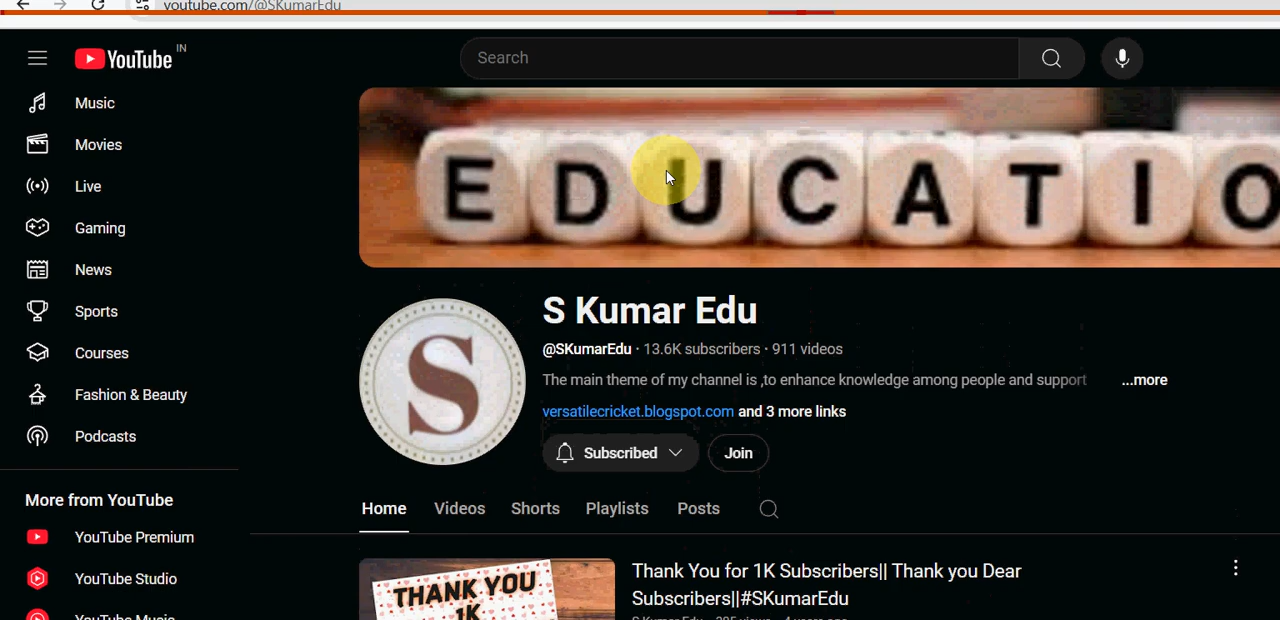 youtube.com/@SKumarEdu
YouTube IN
Search
Music
Movies
Live
Gaming
News
Sports
Courses
Fashion & Beauty
Podcasts
More from YouTube
YouTube Premium
YouTube Studio
YouTube Music
EDUCATIO
S
S Kumar Edu
@SKumarEdu · 13.6K subscribers · 911 videos
The main theme of my channel is ,to enhance knowledge among people and support ...more
versatilecricket.blogspot.com and 3 more links
Subscribed
Join
Home Videos Shorts Playlists Posts
THANK YOU
1K
Thank You for 1K Subscribers|| Thank you Dear
Subscribers||#SKumarEdu